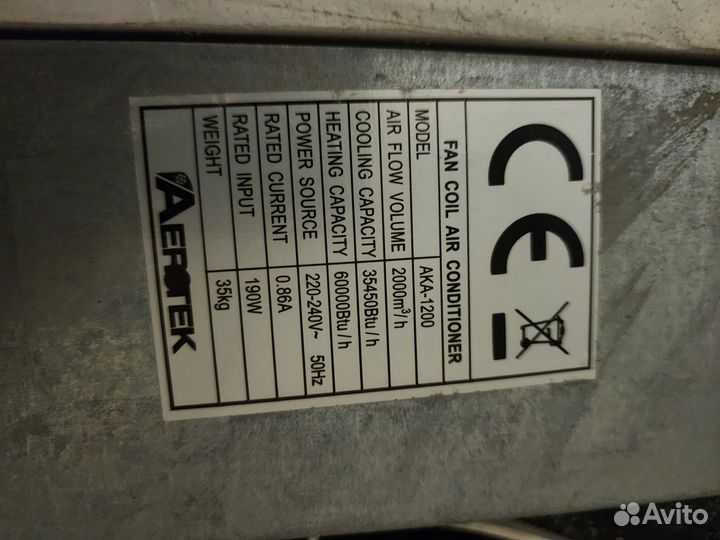 CE
FAN COIL AIR CONDITIONER
MODEL AKA-1200
AIR FLOW VOLUME 2000m³/h
COOLING CAPACITY 35450Btu/h
HEATING CAPACITY 60000Btu/h
POWER SOURCE 220-240V~ 50Hz
RATED CURRENT 0.86A
RATED INPUT 190W
WEIGHT 35kg
AEROTEK
Avito